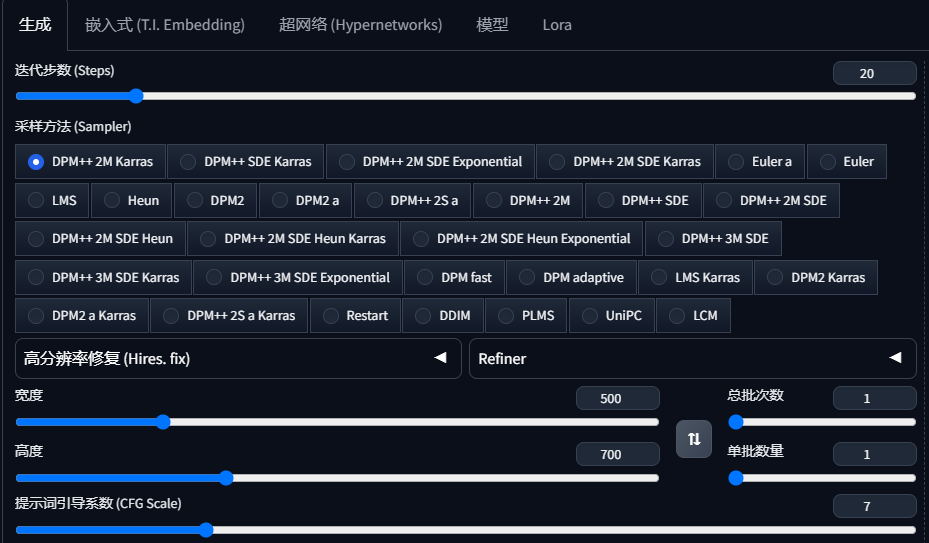 生成 嵌入式 (T.I. Embedding) 超网络 (Hypernetworks) 模型 Lora
迭代步数 (Steps) 20
采样方法 (Sampler)
DPM++ 2M Karras DPM++ SDE Karras DPM++ 2M SDE Exponential DPM++ 2M SDE Karras Euler a Euler
LMS Heun DPM2 DPM2 a DPM++ 2S a DPM++ 2M DPM++ SDE DPM++ 2M SDE
DPM++ 2M SDE Heun DPM++ 2M SDE Heun Karras DPM++ 2M SDE Heun Exponential DPM++ 3M SDE
DPM++ 3M SDE Karras DPM++ 3M SDE Exponential DPM fast DPM adaptive LMS Karras DPM2 Karras
DPM2 a Karras DPM++ 2S a Karras Restart DDIM PLMS UniPC LCM
高分辨率修复 (Hires. fix) Refiner
宽度 500 总批次数 1
高度 700 单批数量 1
提示词引导系数 (CFG Scale) 7